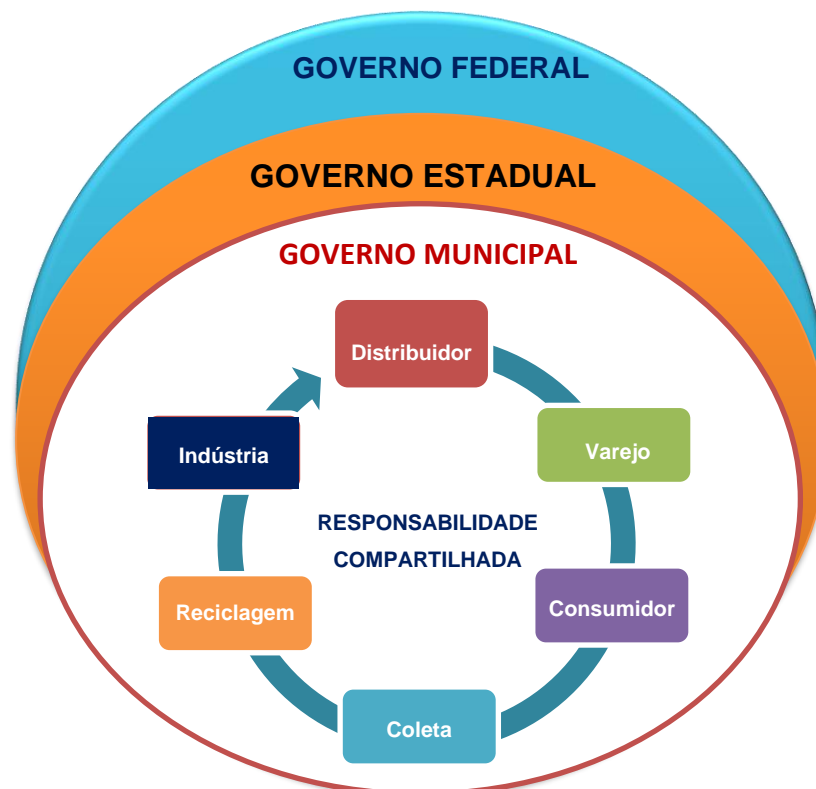 GOVERNO FEDERAL
GOVERNO ESTADUAL
GOVERNO MUNICIPAL
Distribuidor
Indústria
Varejo
RESPONSABILIDADE
COMPARTILHADA
Reciclagem
Consumidor
Coleta